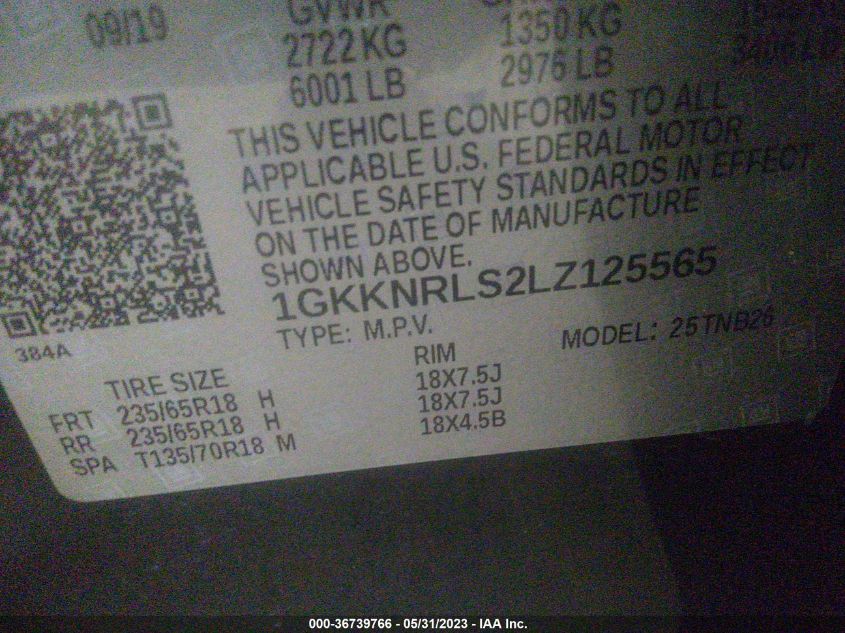 09/19 GVWR
2722 KG 1350 KG
6001 LB 2976 LB 3406 LB
THIS VEHICLE CONFORMS TO ALL
APPLICABLE U.S. FEDERAL MOTOR
VEHICLE SAFETY STANDARDS IN EFFECT
ON THE DATE OF MANUFACTURE
SHOWN ABOVE.
1GKKNRLS2LZ125565
TYPE: M.P.V. MODEL: 25TNB26
384A
TIRE SIZE RIM
FRT 235/65R18 H 18X7.5J
RR 235/65R18 H 18X7.5J
SPA T135/70R18 M 18X4.5B
000-36739766 - 05/31/2023 - IAA Inc.